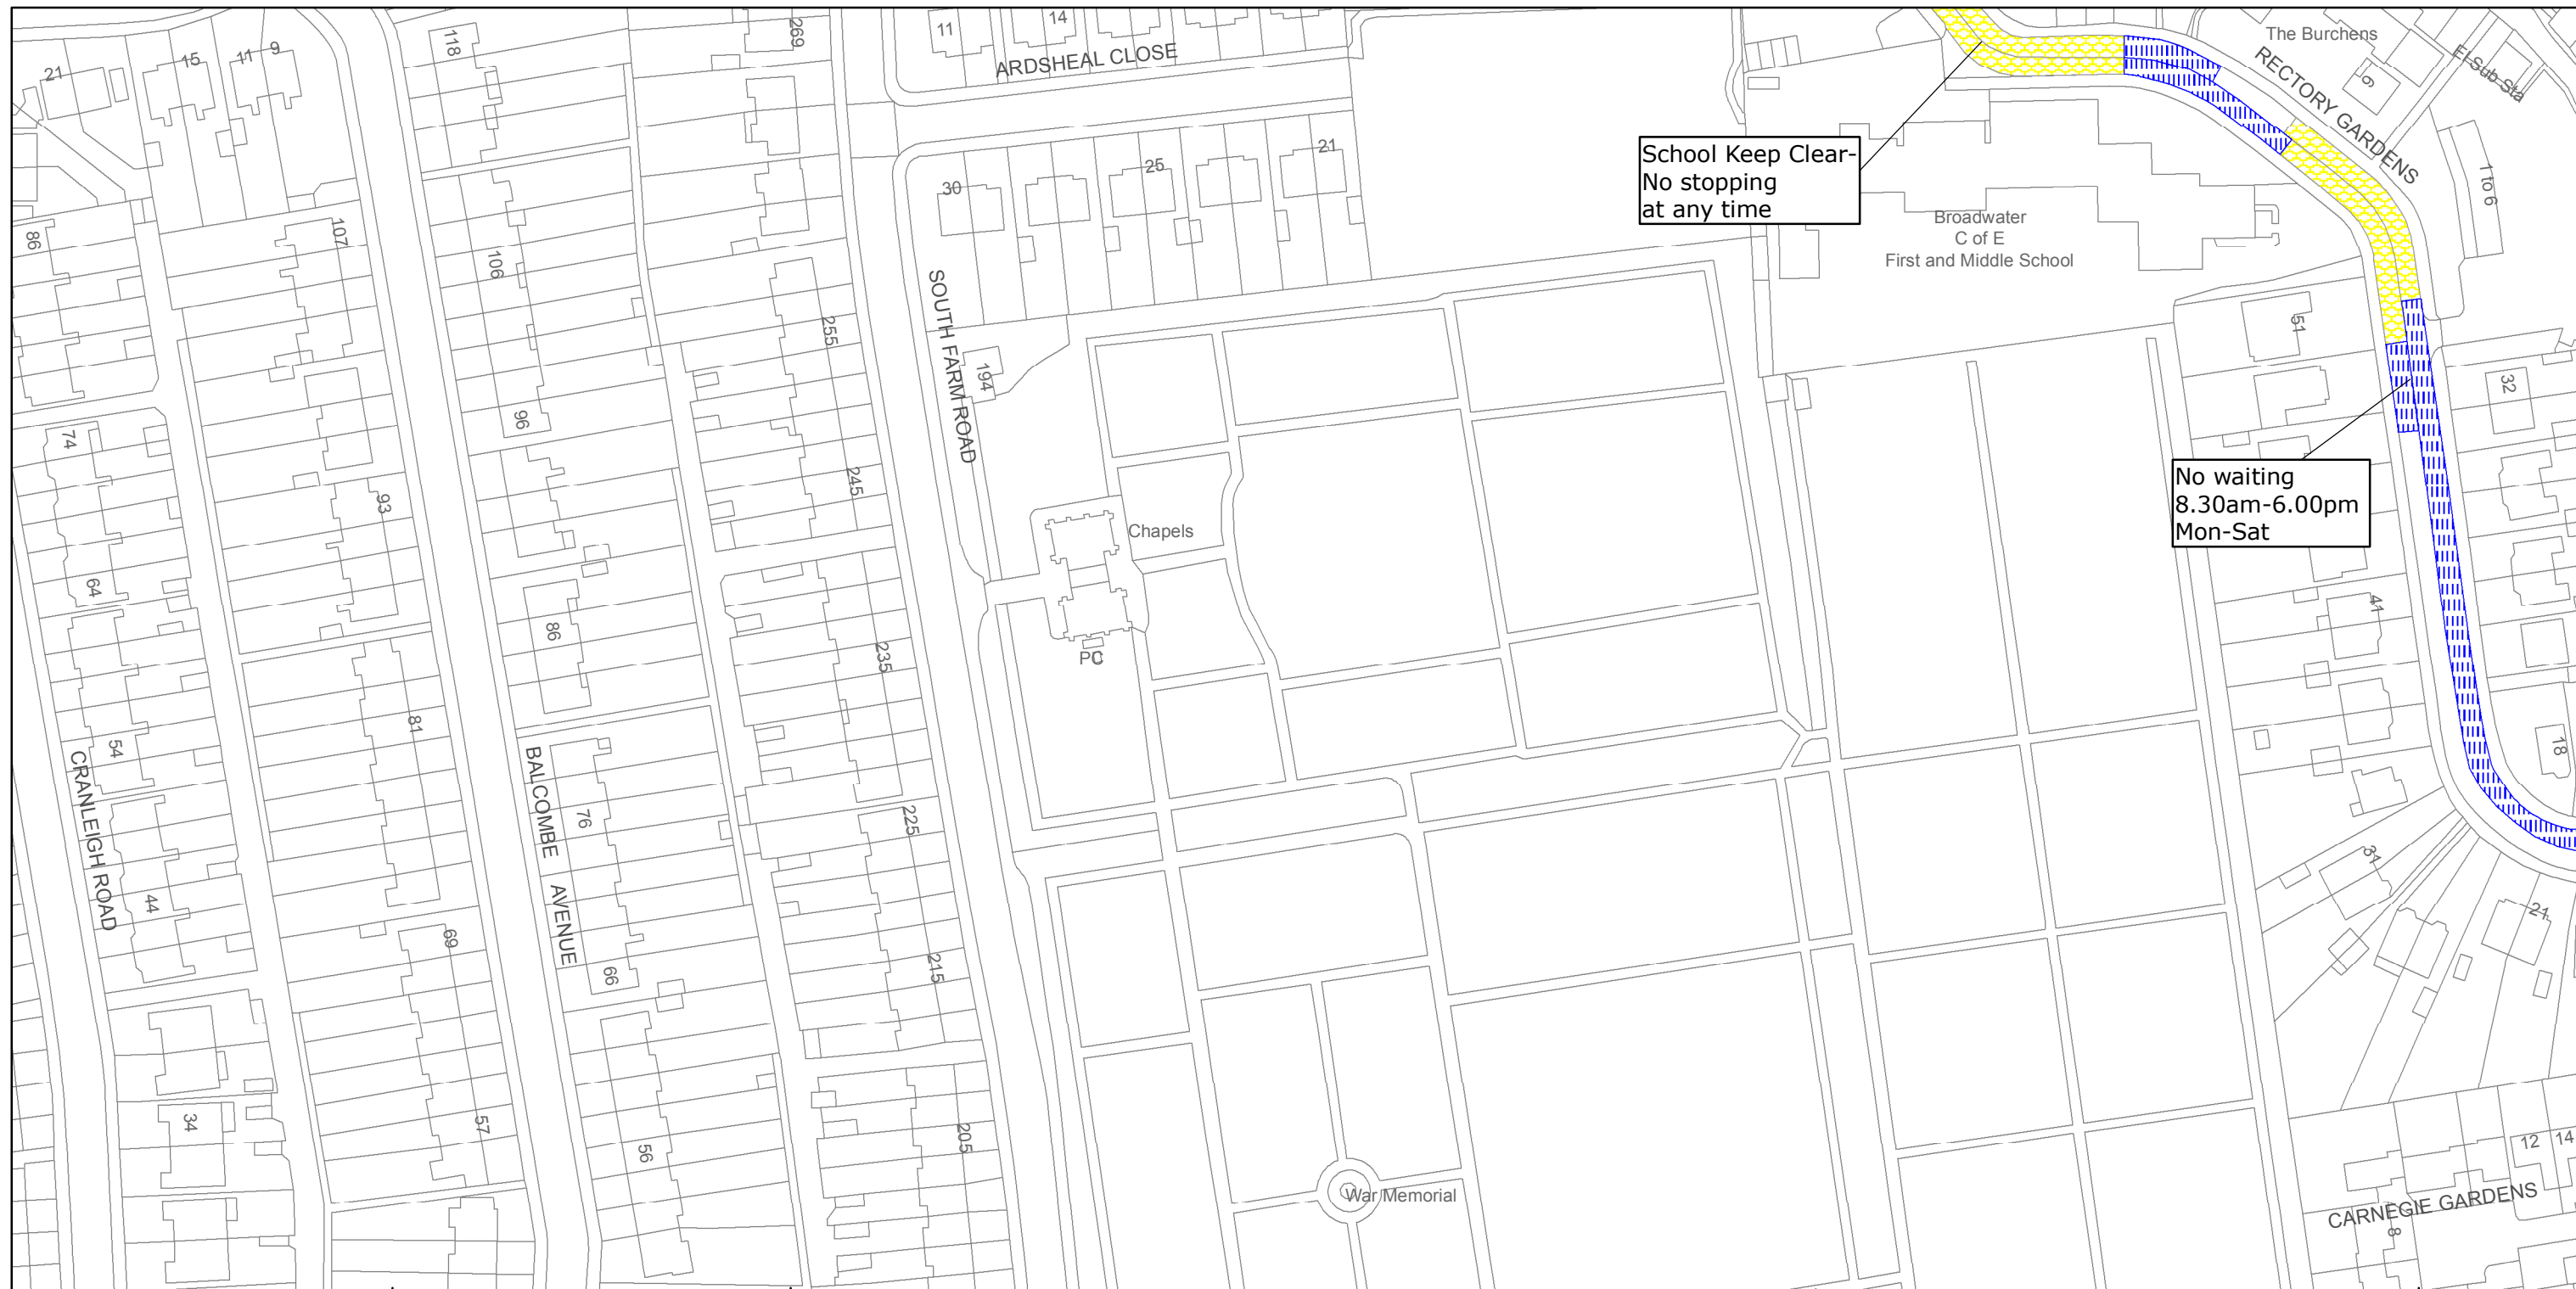 118
269
11
14
ARDSHEAL CLOSE
21
15
11
9
The Burchens
RECTORY GARDENS
El Sub Sta
9
1 to 6
School Keep Clear-
No stopping
at any time
Broadwater
C of E
First and Middle School
30
25
21
86
107
106
SOUTH FARM ROAD
255
194
51
32
96
74
93
245
No waiting
8.30am-6.00pm
Mon-Sat
Chapels
PC
64
86
235
41
54
81
CRANLEIGH ROAD
BALCOMBE AVENUE
76
225
18
44
69
66
215
31
21
34
57
56
205
War Memorial
12
14
CARNEGIE GARDENS
8